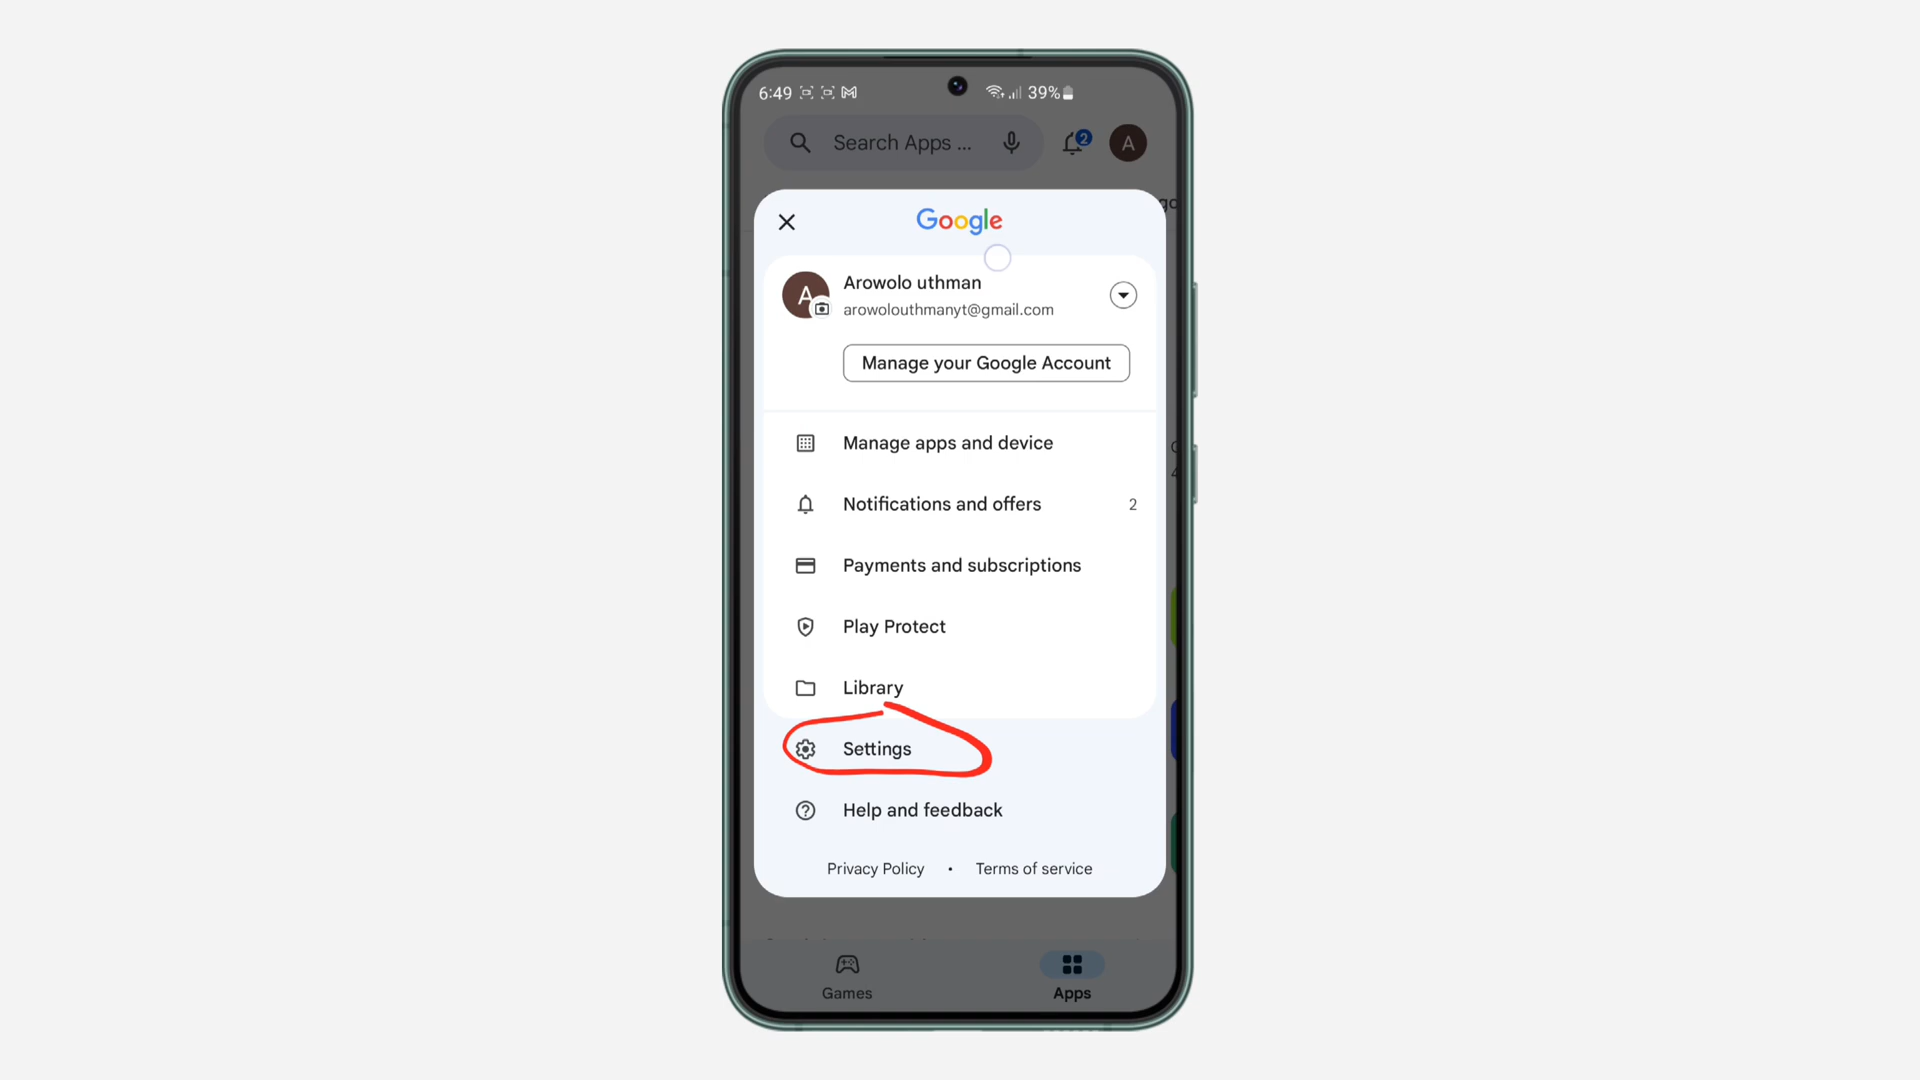 6:49 39%
Search Apps ... 2 A
Google
A Arowolo uthman
arowolouthmanyt@gmail.com
Manage your Google Account
Manage apps and device
Notifications and offers 2
Payments and subscriptions
Play Protect
Library
Settings
Help and feedback
Privacy Policy • Terms of service
Games Apps